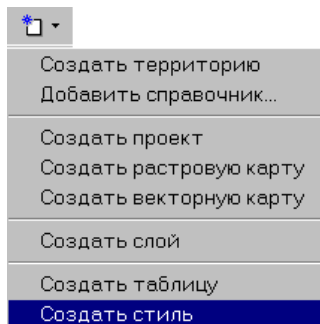 Создать территорию
Добавить справочник...
Создать проект
Создать растровую карту
Создать векторную карту
Создать слой
Создать таблицу
Создать стиль